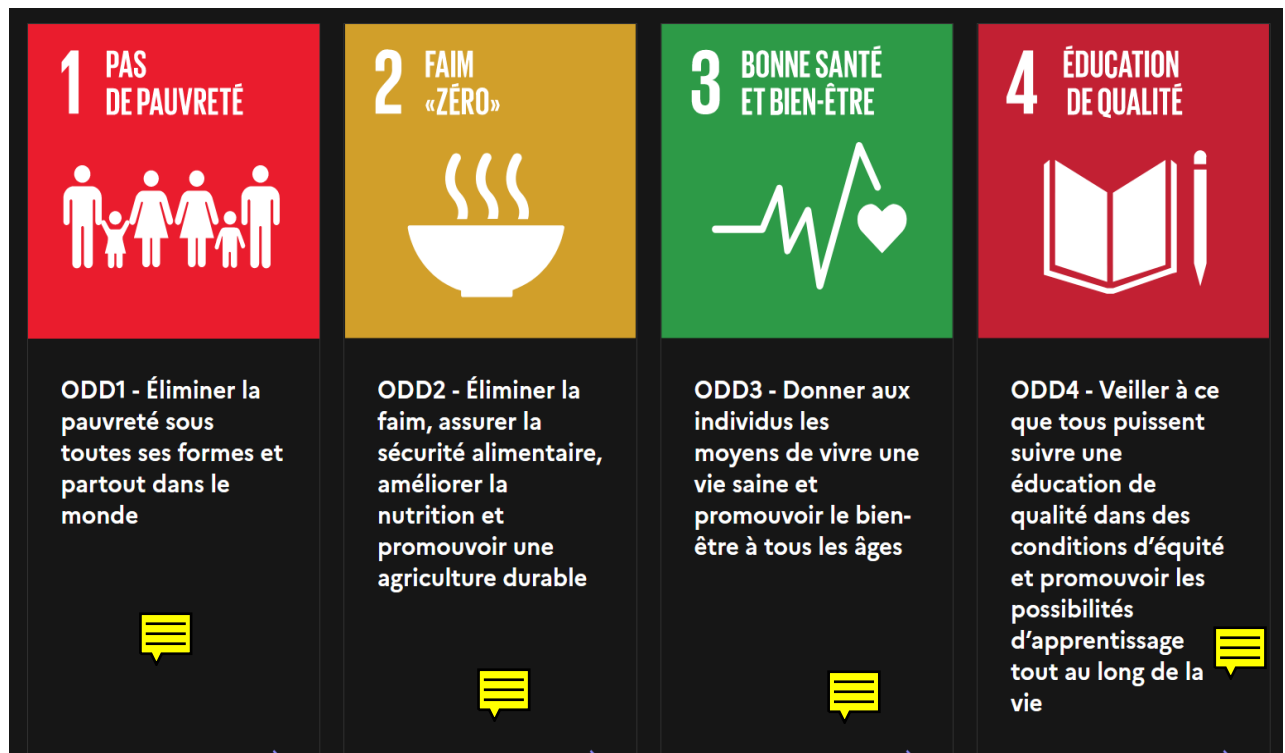 1 PAS
DE PAUVRETÉ
ODD1 - Éliminer la
pauvreté sous
toutes ses formes et
partout dans le
monde
2 FAIM
«ZÉRO»
ODD2 - Éliminer la
faim, assurer la
sécurité alimentaire,
améliorer la
nutrition et
promouvoir une
agriculture durable
3 BONNE SANTÉ
ET BIEN-ÊTRE
ODD3 - Donner aux
individus les
moyens de vivre une
vie saine et
promouvoir le bien-
être à tous les âges
4 ÉDUCATION
DE QUALITÉ
ODD4 - Veiller à ce
que tous puissent
suivre une
éducation de
qualité dans des
conditions d’équité
et promouvoir les
possibilités
d’apprentissage
tout au long de la
vie